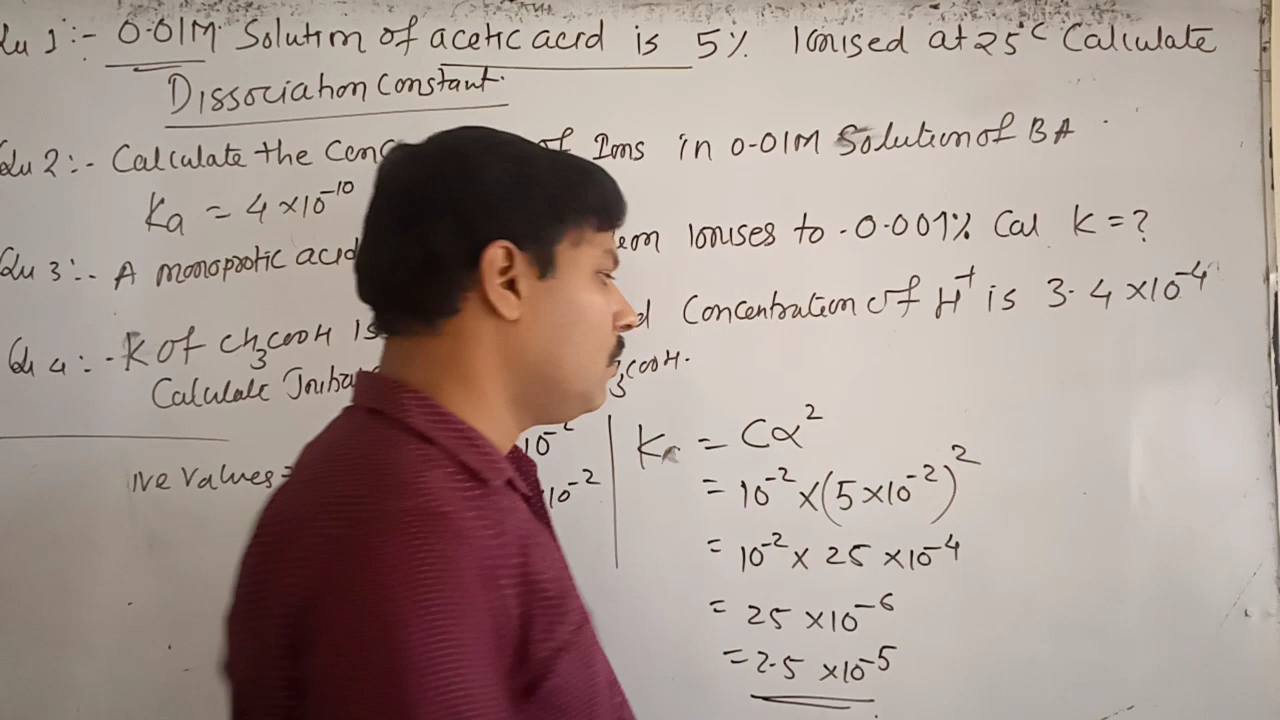 Qu 1:- 0.01M Solution of acetic acid is 5% Ionised at 25°C Calculate
Dissociation Constant.
Qu 2:- Calculate the Conc of Ions in 0.01M Solution of BA
Ka = 4×10⁻¹⁰
Qu 3:- A monoprotic acid ionises to 0.001% Cal K=?
Qu 4:- K of CH₃COOH is Concentration of H⁺ is 3.4×10⁻⁴
Calculate ₃COOH.
ive values=
×10⁻²
Ka = Cα²
= 10⁻²×(5×10⁻²)²
= 10⁻²× 25 ×10⁻⁴
= 25 ×10⁻⁶
= 2.5 ×10⁻⁵